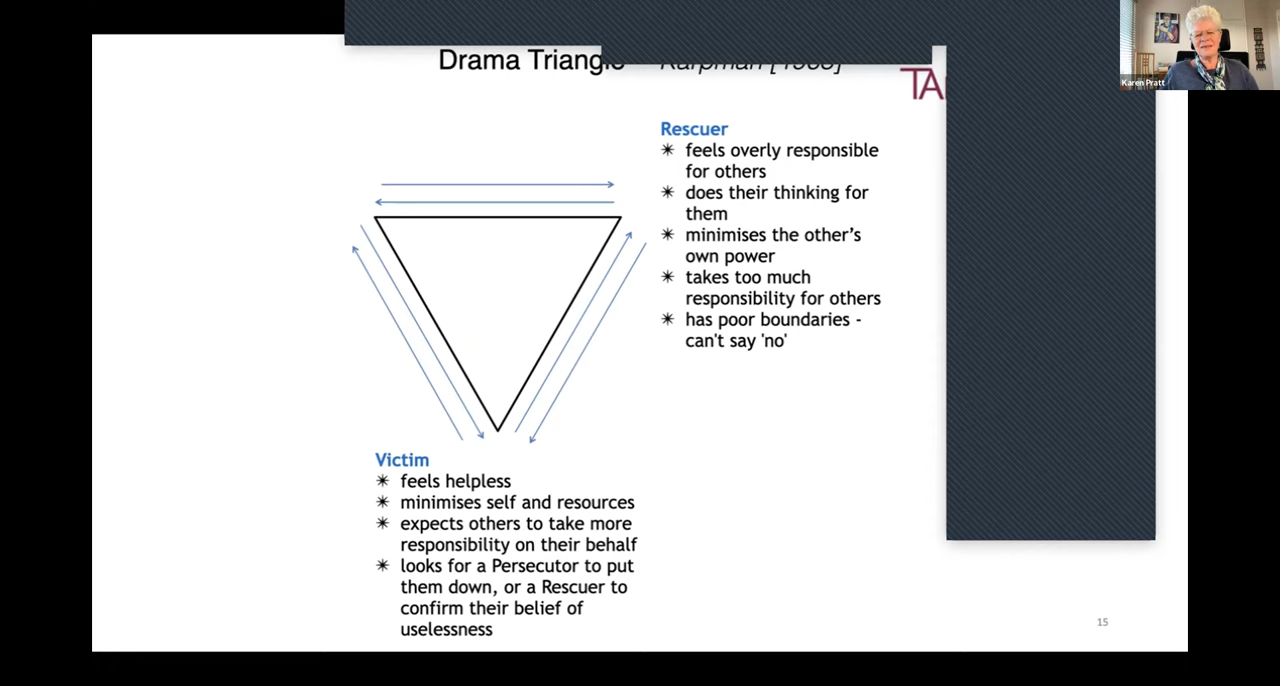 Drama Triangle
TA
Karen Pratt
Rescuer
✴ feels overly responsible
for others
✴ does their thinking for
them
✴ minimises the other's
own power
✴ takes too much
responsibility for others
✴ has poor boundaries -
can't say 'no'
Victim
✴ feels helpless
✴ minimises self and resources
✴ expects others to take more
responsibility on their behalf
✴ looks for a Persecutor to put
them down, or a Rescuer to
confirm their belief of
uselessness
15